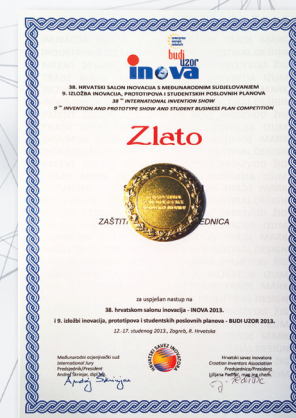 budi
uzor
inova
38. HRVATSKI SALON INOVACIJA S MEĐUNARODNIM SUDJELOVANJEM
9. IZLOŽBA INOVACIJA, PROTOTIPOVA I STUDENTSKIH POSLOVNIH PLANOVA
38TH INTERNATIONAL INVENTION SHOW
9TH INVENTION AND PROTOTYPE SHOW AND STUDENT BUSINESS PLAN COMPETITION
Zlato
ZAŠTIT EDNICA
za uspješan nastup na
38. hrvatskom salonu inovacija - INOVA 2013.
i 9. izložbi inovacija, prototipova i studentskih poslovnih planova - BUDI UZOR 2013.
12.-17. studenog 2013., Zagreb, R. Hrvatska
Međunarodni ocjenjivački sud
International Jury
Predsjednik/President
Hrvatski savez inovatora
Croatian Inventors Association
Predsjednica/President